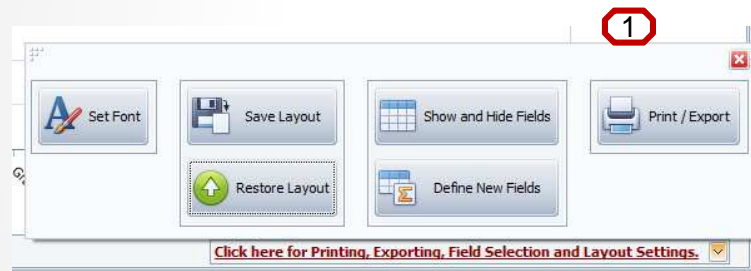 1
Set Font
Save Layout
Show and Hide Fields
Print / Export
Restore Layout
Define New Fields
Click here for Printing, Exporting, Field Selection and Layout Settings.